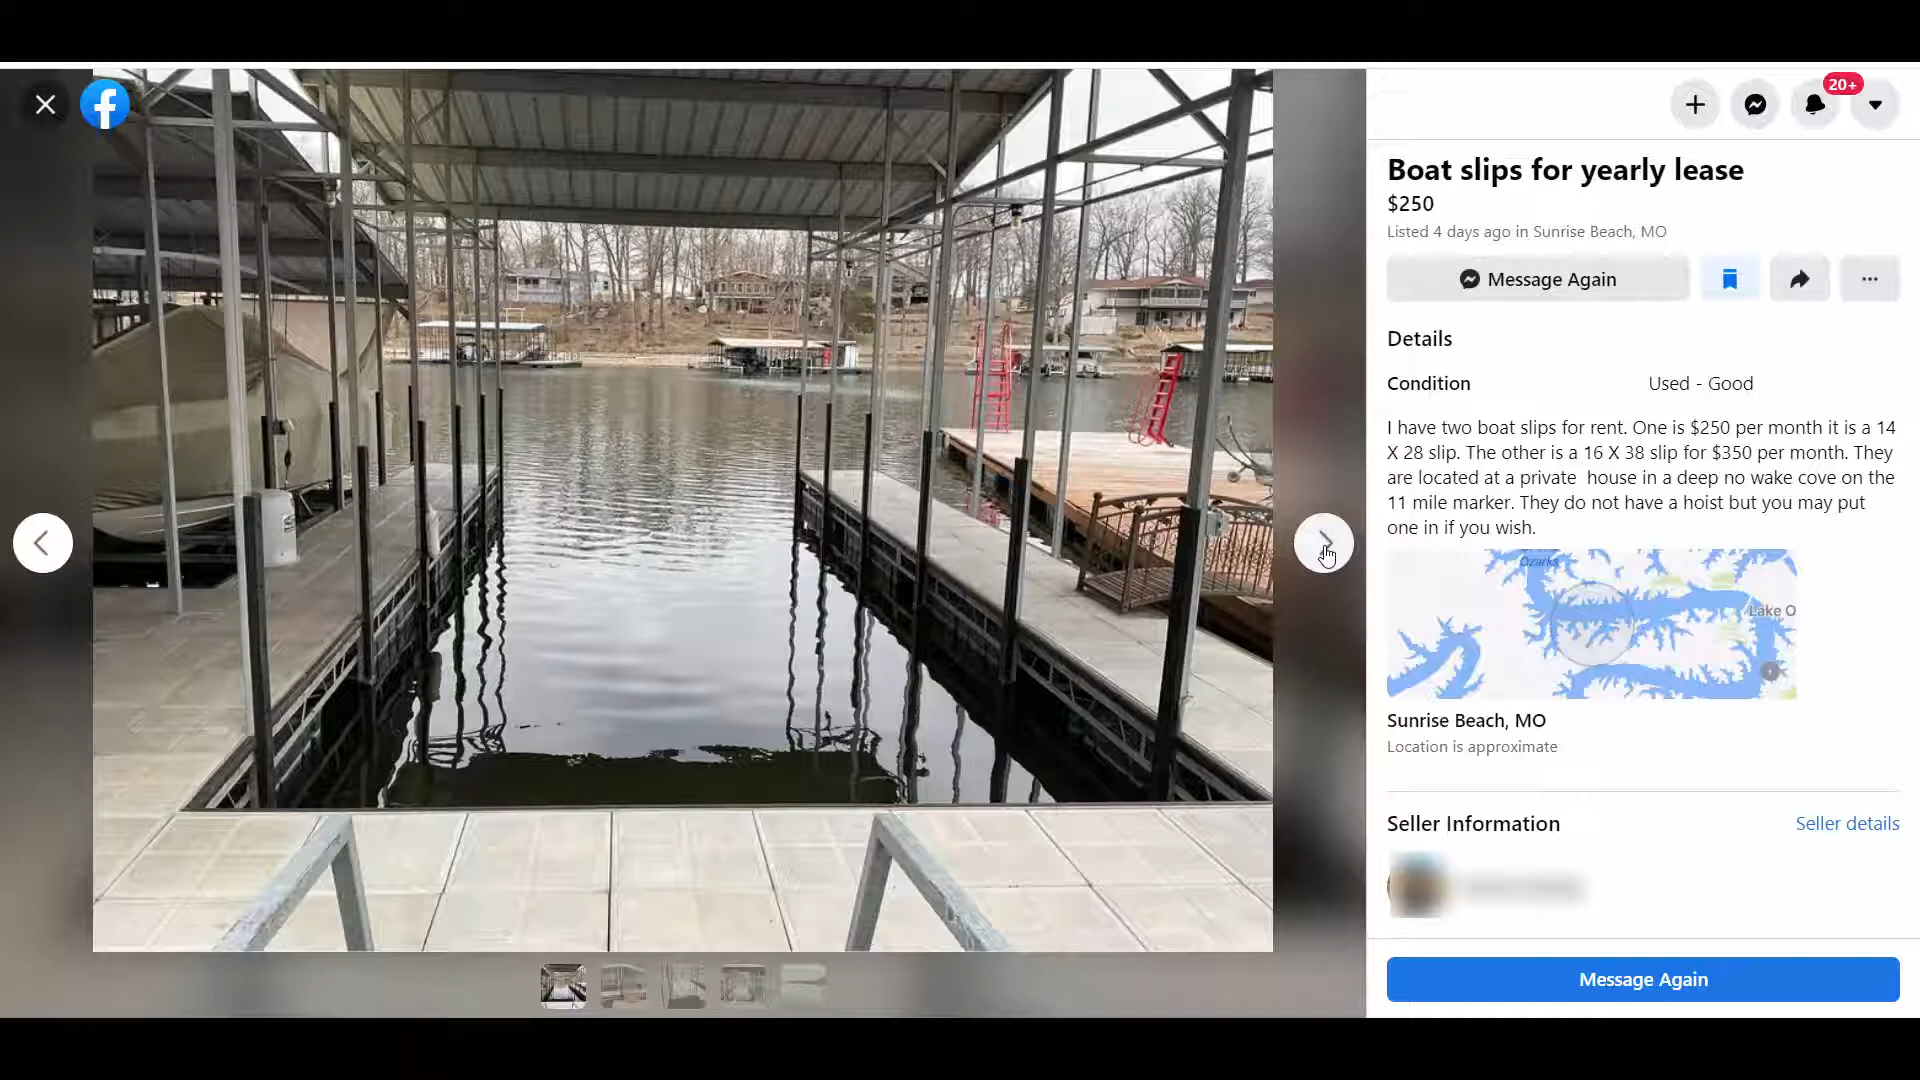 20+
Boat slips for yearly lease
$250
Listed 4 days ago in Sunrise Beach, MO
Message Again
Details
Condition Used - Good
I have two boat slips for rent. One is $250 per month it is a 14
X 28 slip. The other is a 16 X 38 slip for $350 per month. They
are located at a private house in a deep no wake cove on the
11 mile marker. They do not have a hoist but you may put
one in if you wish.
Ozarks
Lake O
Sunrise Beach, MO
Location is approximate
Seller Information Seller details
Message Again